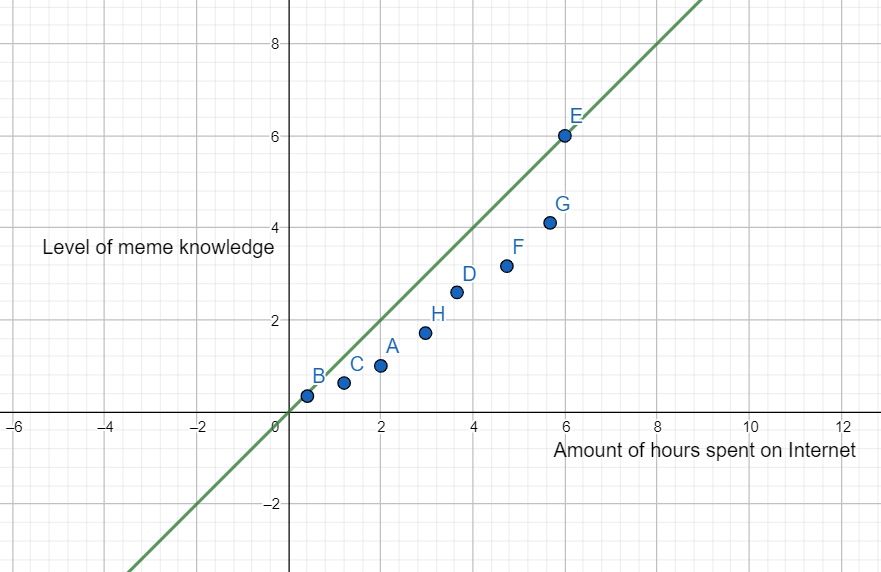 8
E
6
G
4
F
Level of meme knowledge
D
H
2
A
C
B
–6 –4 –2 0 2 4 6 8 10 12
Amount of hours spent on Internet
–2